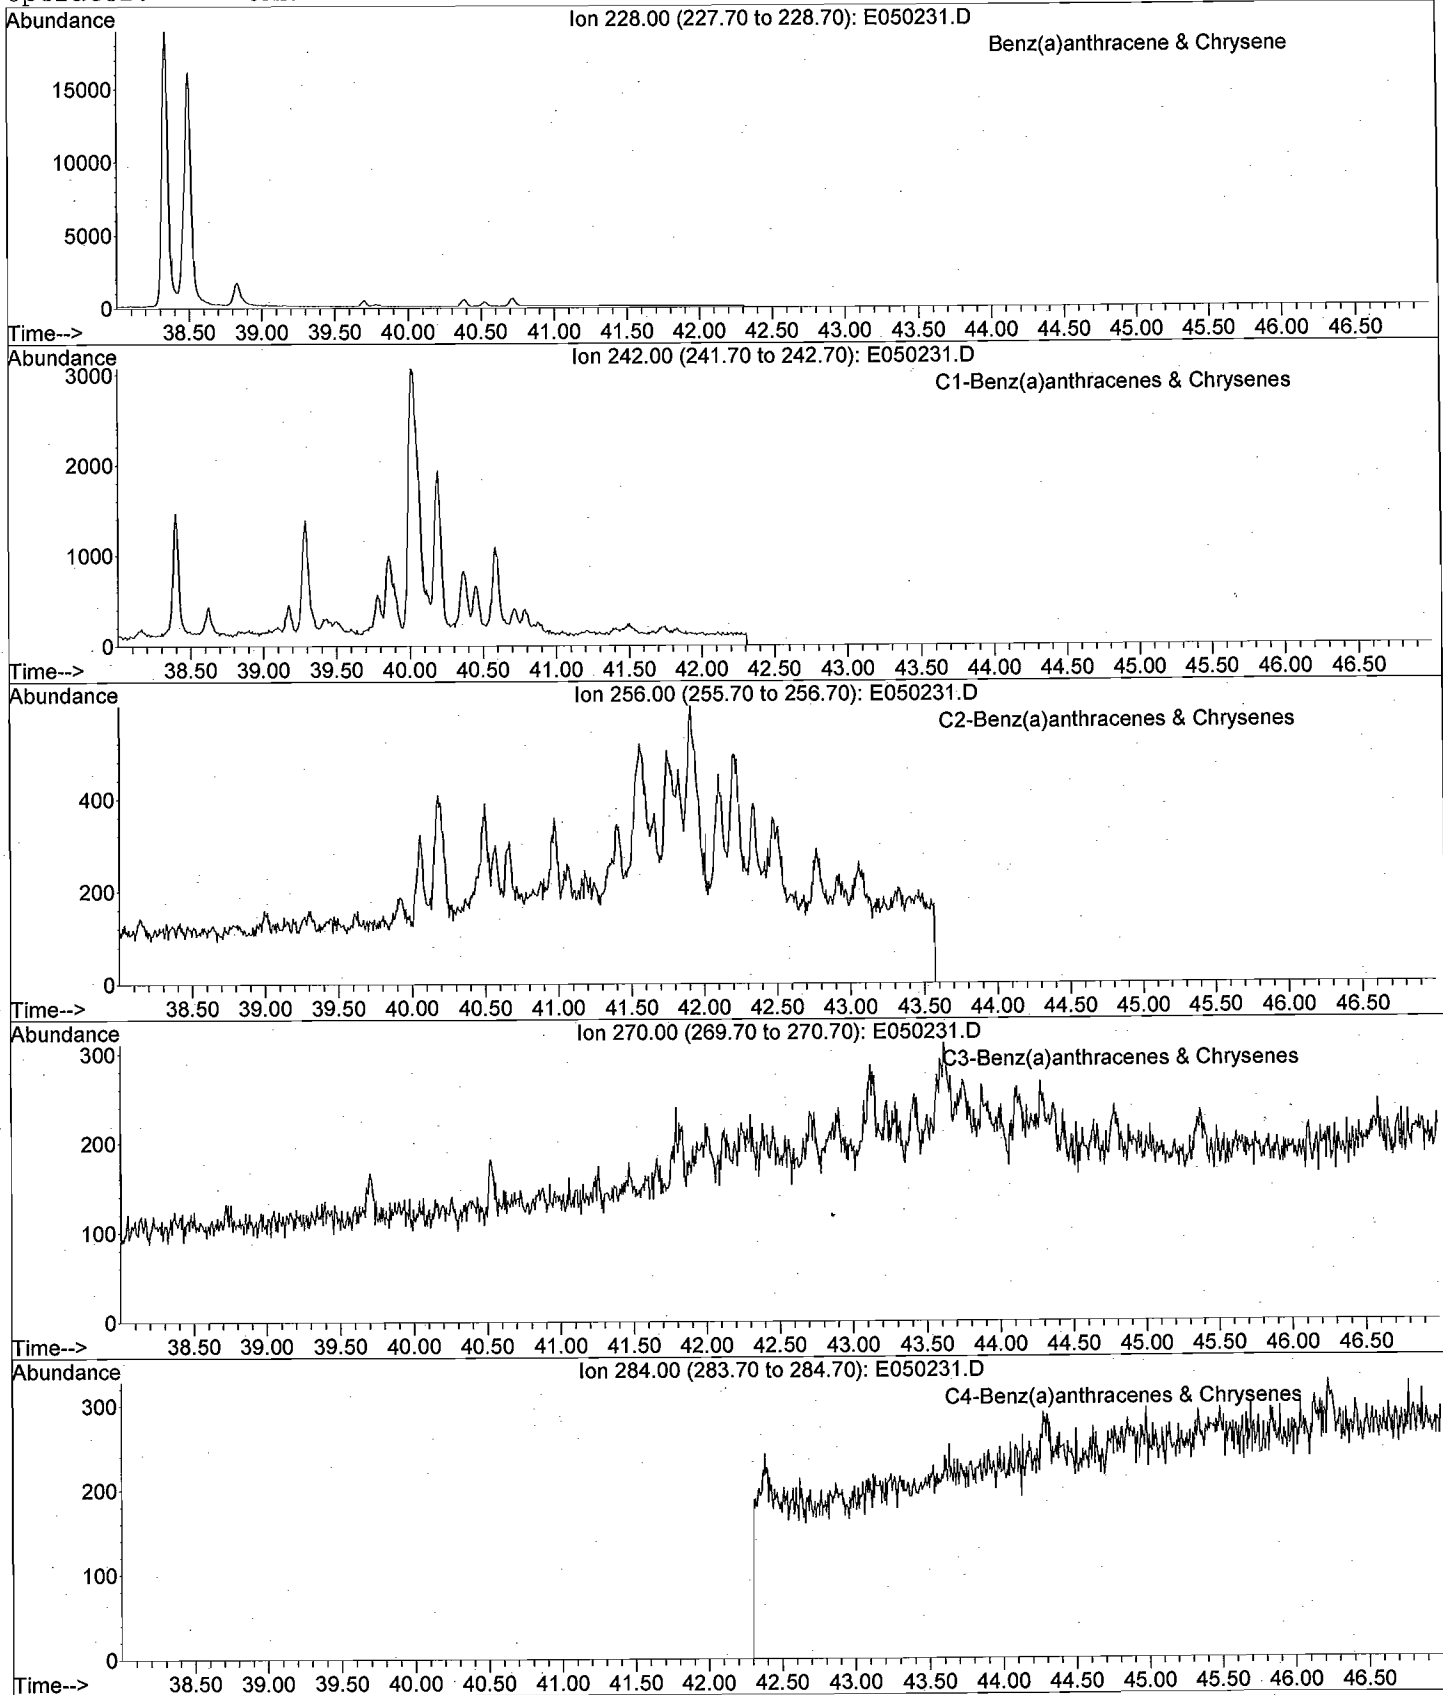 Abundance
Ion 228.00 (227.70 to 228.70): E050231.D
Benz(a)anthracene & Chrysene
15000
10000
5000
0
Time--> 38.50 39.00 39.50 40.00 40.50 41.00 41.50 42.00 42.50 43.00 43.50 44.00 44.50 45.00 45.50 46.00 46.50
Abundance
Ion 242.00 (241.70 to 242.70): E050231.D
C1-Benz(a)anthracenes & Chrysenes
3000
2000
1000
0
Time--> 38.50 39.00 39.50 40.00 40.50 41.00 41.50 42.00 42.50 43.00 43.50 44.00 44.50 45.00 45.50 46.00 46.50
Abundance
Ion 256.00 (255.70 to 256.70): E050231.D
C2-Benz(a)anthracenes & Chrysenes
400
200
0
Time--> 38.50 39.00 39.50 40.00 40.50 41.00 41.50 42.00 42.50 43.00 43.50 44.00 44.50 45.00 45.50 46.00 46.50
Abundance
Ion 270.00 (269.70 to 270.70): E050231.D
C3-Benz(a)anthracenes & Chrysenes
300
200
100
0
Time--> 38.50 39.00 39.50 40.00 40.50 41.00 41.50 42.00 42.50 43.00 43.50 44.00 44.50 45.00 45.50 46.00 46.50
Abundance
Ion 284.00 (283.70 to 284.70): E050231.D
C4-Benz(a)anthracenes & Chrysenes
300
200
100
0
Time--> 38.50 39.00 39.50 40.00 40.50 41.00 41.50 42.00 42.50 43.00 43.50 44.00 44.50 45.00 45.50 46.00 46.50